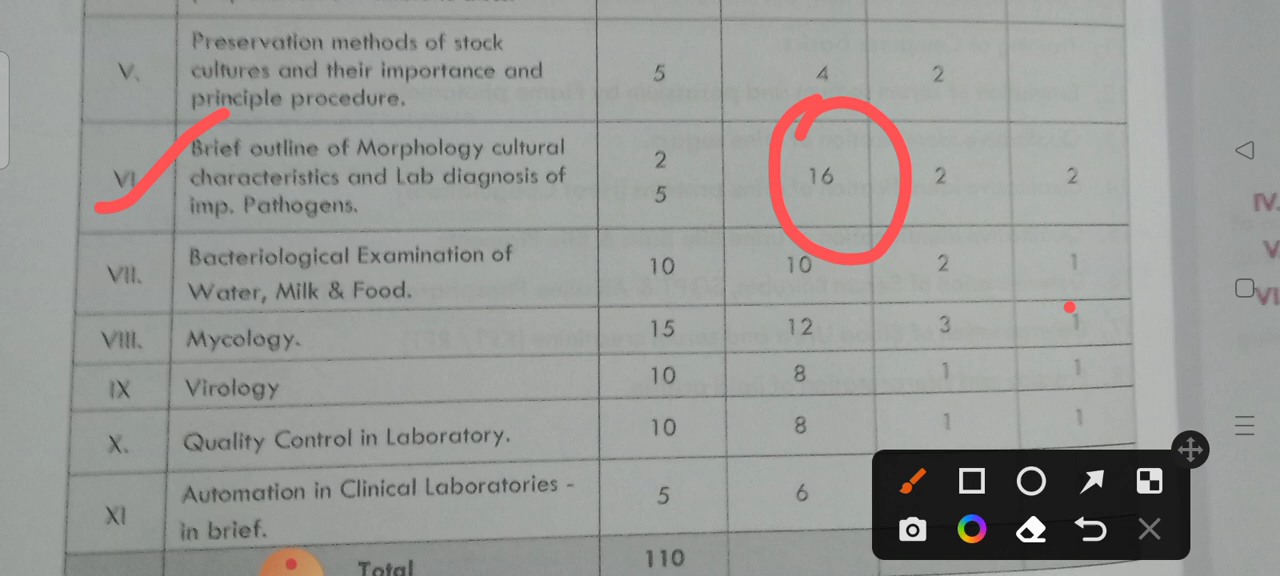 V. Preservation methods of stock
cultures and their importance and 5 4 2
principle procedure.
VI. Brief outline of Morphology cultural 2
characteristics and Lab diagnosis of 16 2 2
imp. Pathogens. 5
VII. Bacteriological Examination of 10 10 2 1
Water, Milk & Food.
VIII. Mycology. 15 12 3 1
IX Virology 10 8 1 1
X. Quality Control in Laboratory. 10 8 1 1
XI Automation in Clinical Laboratories - 5 6
in brief.
Total 110
IV.
V
VI